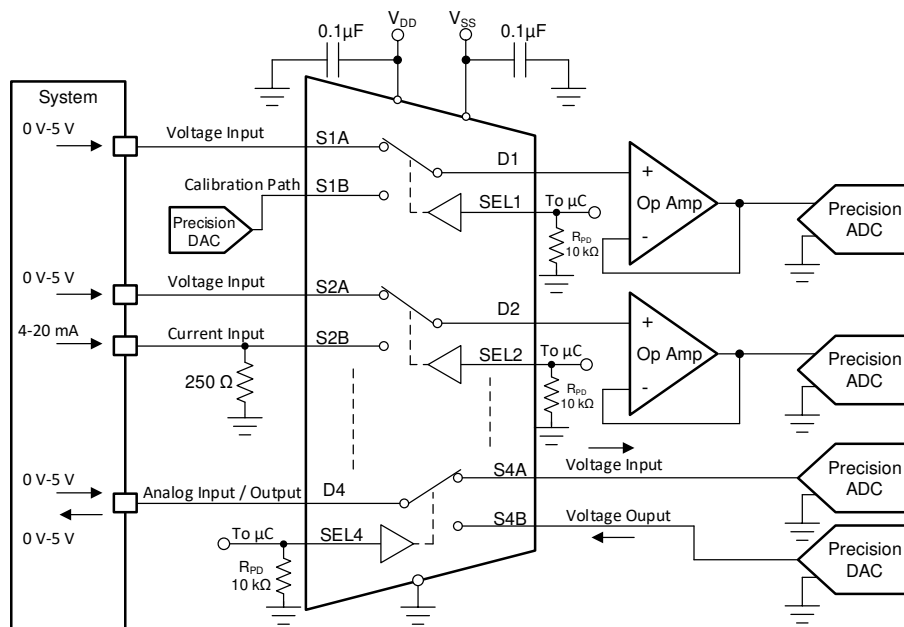 VDD
VSS
0.1µF
0.1µF
System
0 V-5 V
Voltage Input
S1A
D1
+
Op Amp
-
Precision
ADC
Calibration Path
S1B
SEL1
To µC
Precision
DAC
RPD
10 kΩ
0 V-5 V
Voltage Input
S2A
D2
+
Op Amp
-
Precision
ADC
4-20 mA
Current Input
S2B
SEL2
To µC
250 Ω
RPD
10 kΩ
0 V-5 V
Analog Input / Output
D4
S4A
Voltage Input
Precision
ADC
0 V-5 V
To µC
SEL4
S4B
Voltage Ouput
Precision
DAC
RPD
10 kΩ